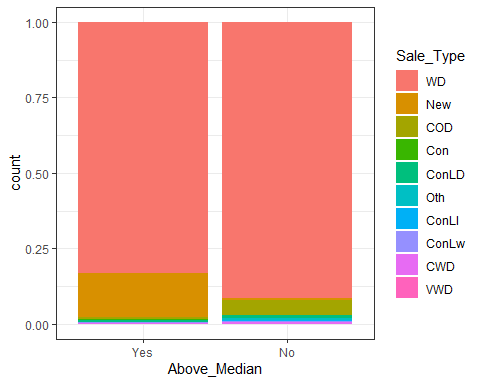 1.00
0.75
0.50
0.25
0.00
count
Yes
No
Above_Median
Sale_Type
WD
New
COD
Con
ConLD
Oth
ConLI
ConLw
CWD
VWD